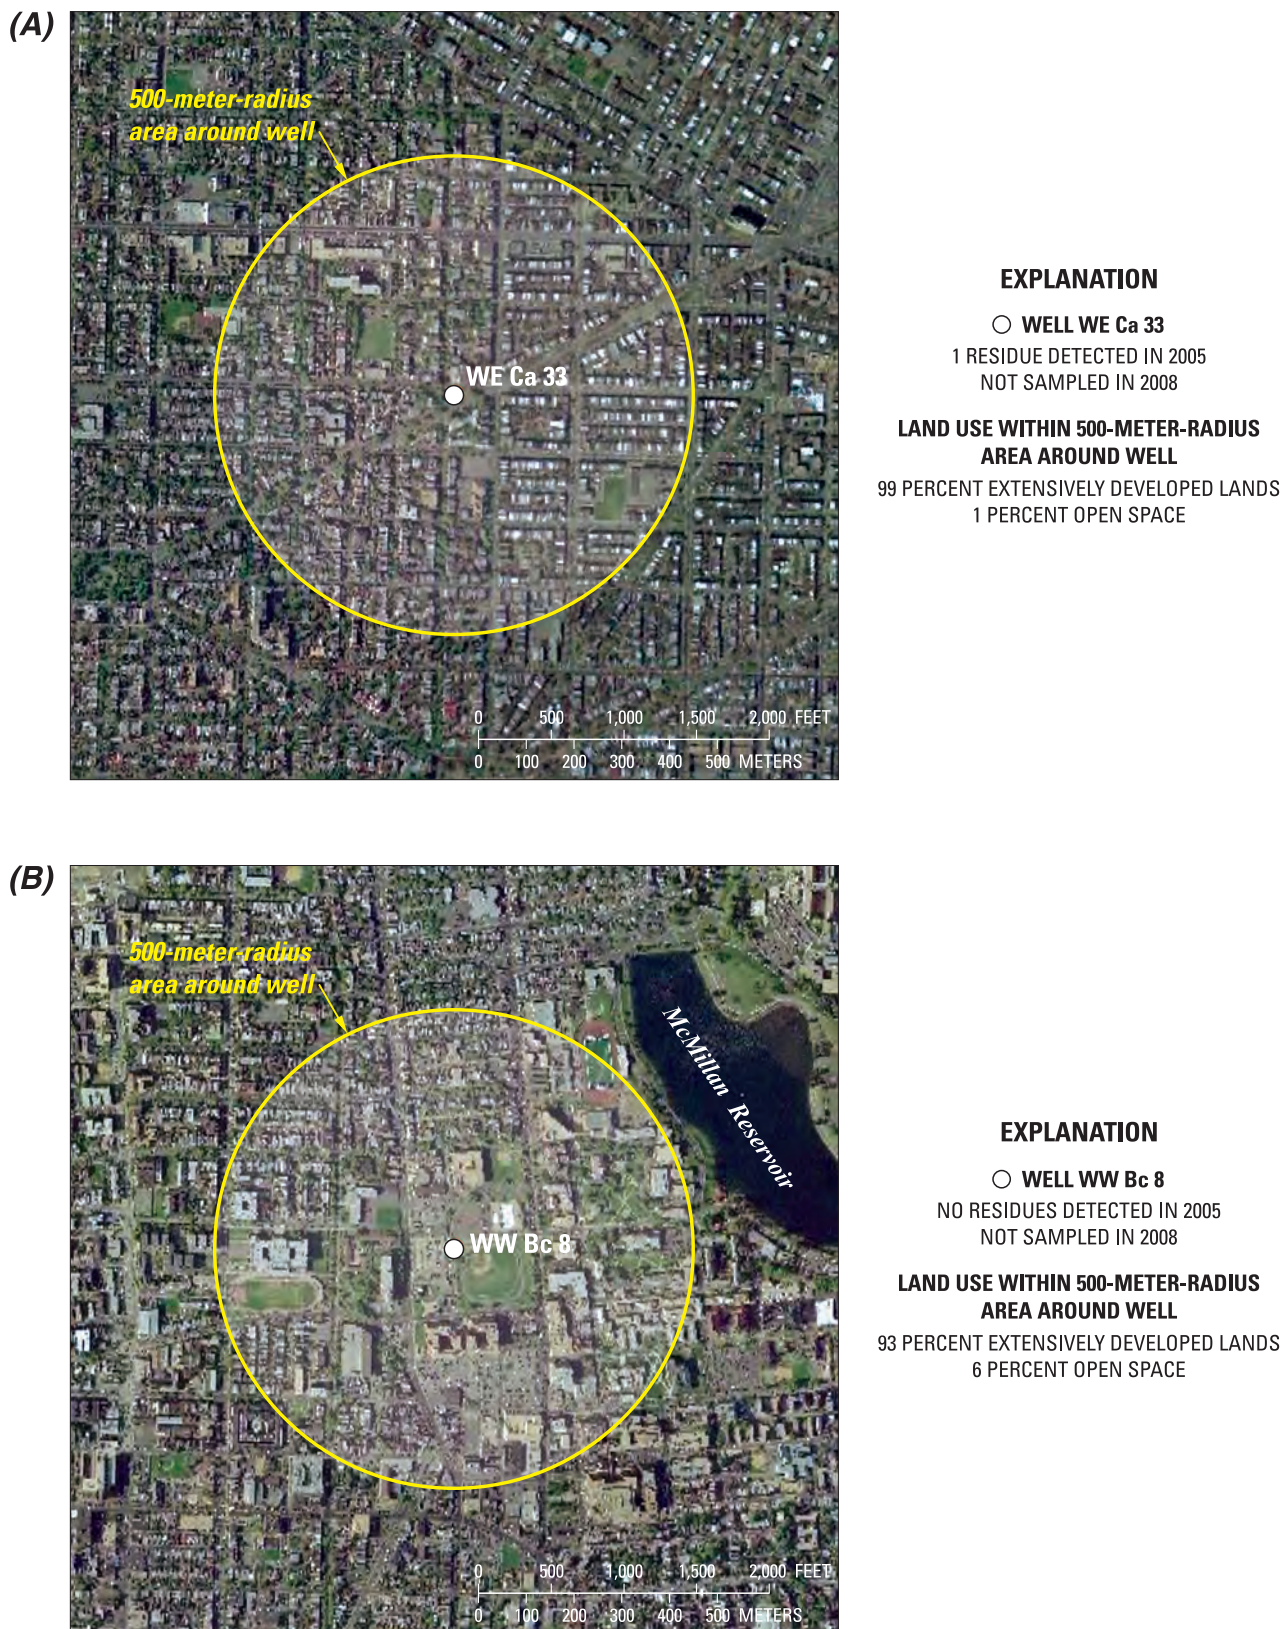 (A)
500-meter-radius
area around well
WE Ca 33
0 500 1,000 1,500 2,000 FEET
0 100 200 300 400 500 METERS
EXPLANATION
WELL WE Ca 33
1 RESIDUE DETECTED IN 2005
NOT SAMPLED IN 2008
LAND USE WITHIN 500-METER-RADIUS
AREA AROUND WELL
99 PERCENT EXTENSIVELY DEVELOPED LANDS
1 PERCENT OPEN SPACE
(B)
500-meter-radius
area around well
McMillan Reservoir
WW Bc 8
0 500 1,000 1,500 2,000 FEET
0 100 200 300 400 500 METERS
EXPLANATION
WELL WW Bc 8
NO RESIDUES DETECTED IN 2005
NOT SAMPLED IN 2008
LAND USE WITHIN 500-METER-RADIUS
AREA AROUND WELL
93 PERCENT EXTENSIVELY DEVELOPED LANDS
6 PERCENT OPEN SPACE